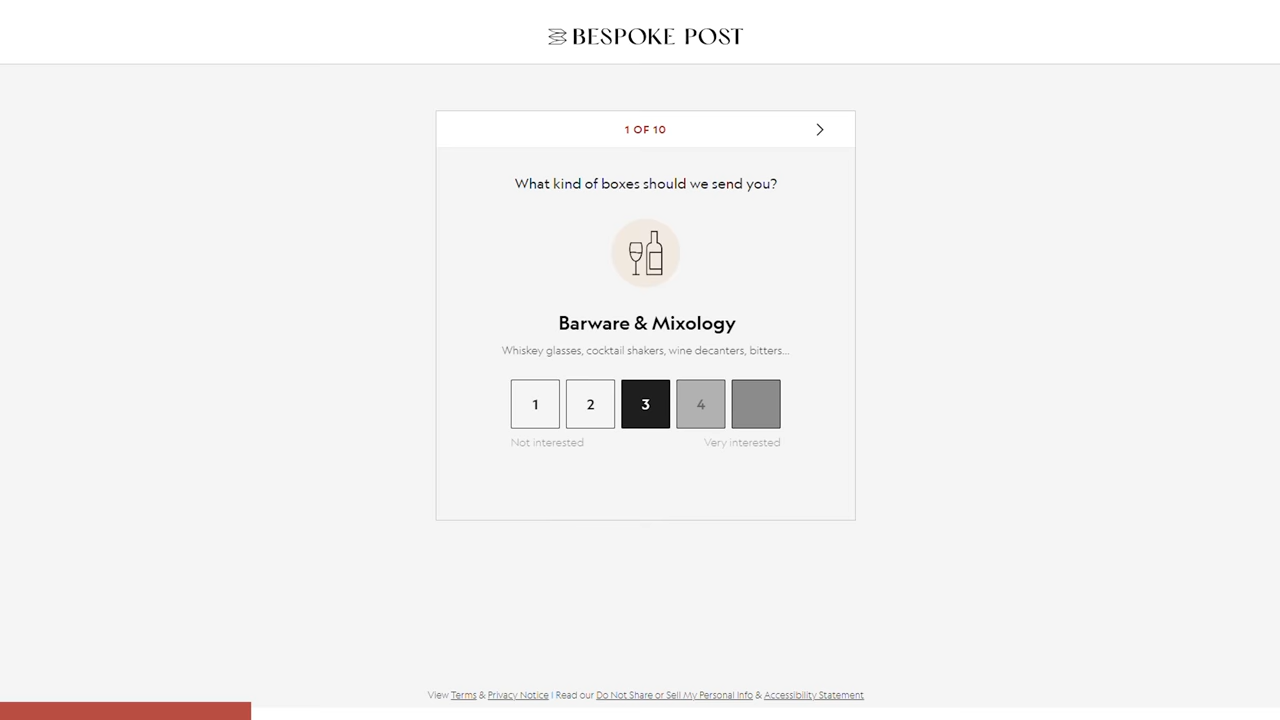 BESPOKE POST
1 OF 10
What kind of boxes should we send you?
Barware & Mixology
Whiskey glasses, cocktail shakers, wine decanters, bitters...
1 2 3 4
Not interested Very interested
View Terms & Privacy Notice | Read our Do Not Share or Sell My Personal Info & Accessibility Statement